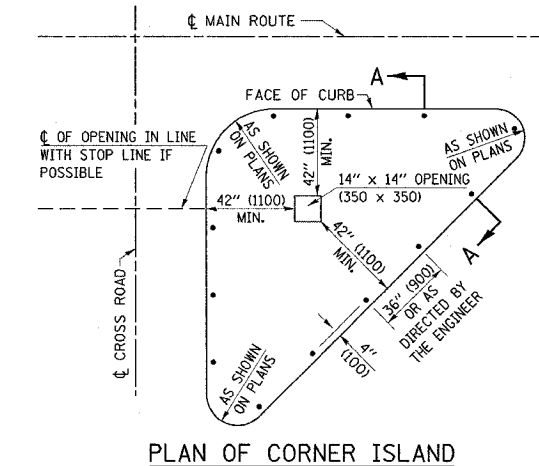 ℄ MAIN ROUTE
A
FACE OF CURB
℄ OF OPENING IN LINE
WITH STOP LINE IF
POSSIBLE
AS SHOWN
ON PLANS
42" (1100)
MIN.
AS SHOWN
ON PLANS
14" x 14" OPENING
(350 x 350)
42" (1100)
MIN.
42" (1100)
MIN.
A
36" (900)
OR AS
DIRECTED BY
THE ENGINEER
4"
(100)
℄ CROSS ROAD
AS SHOWN
ON PLANS
PLAN OF CORNER ISLAND